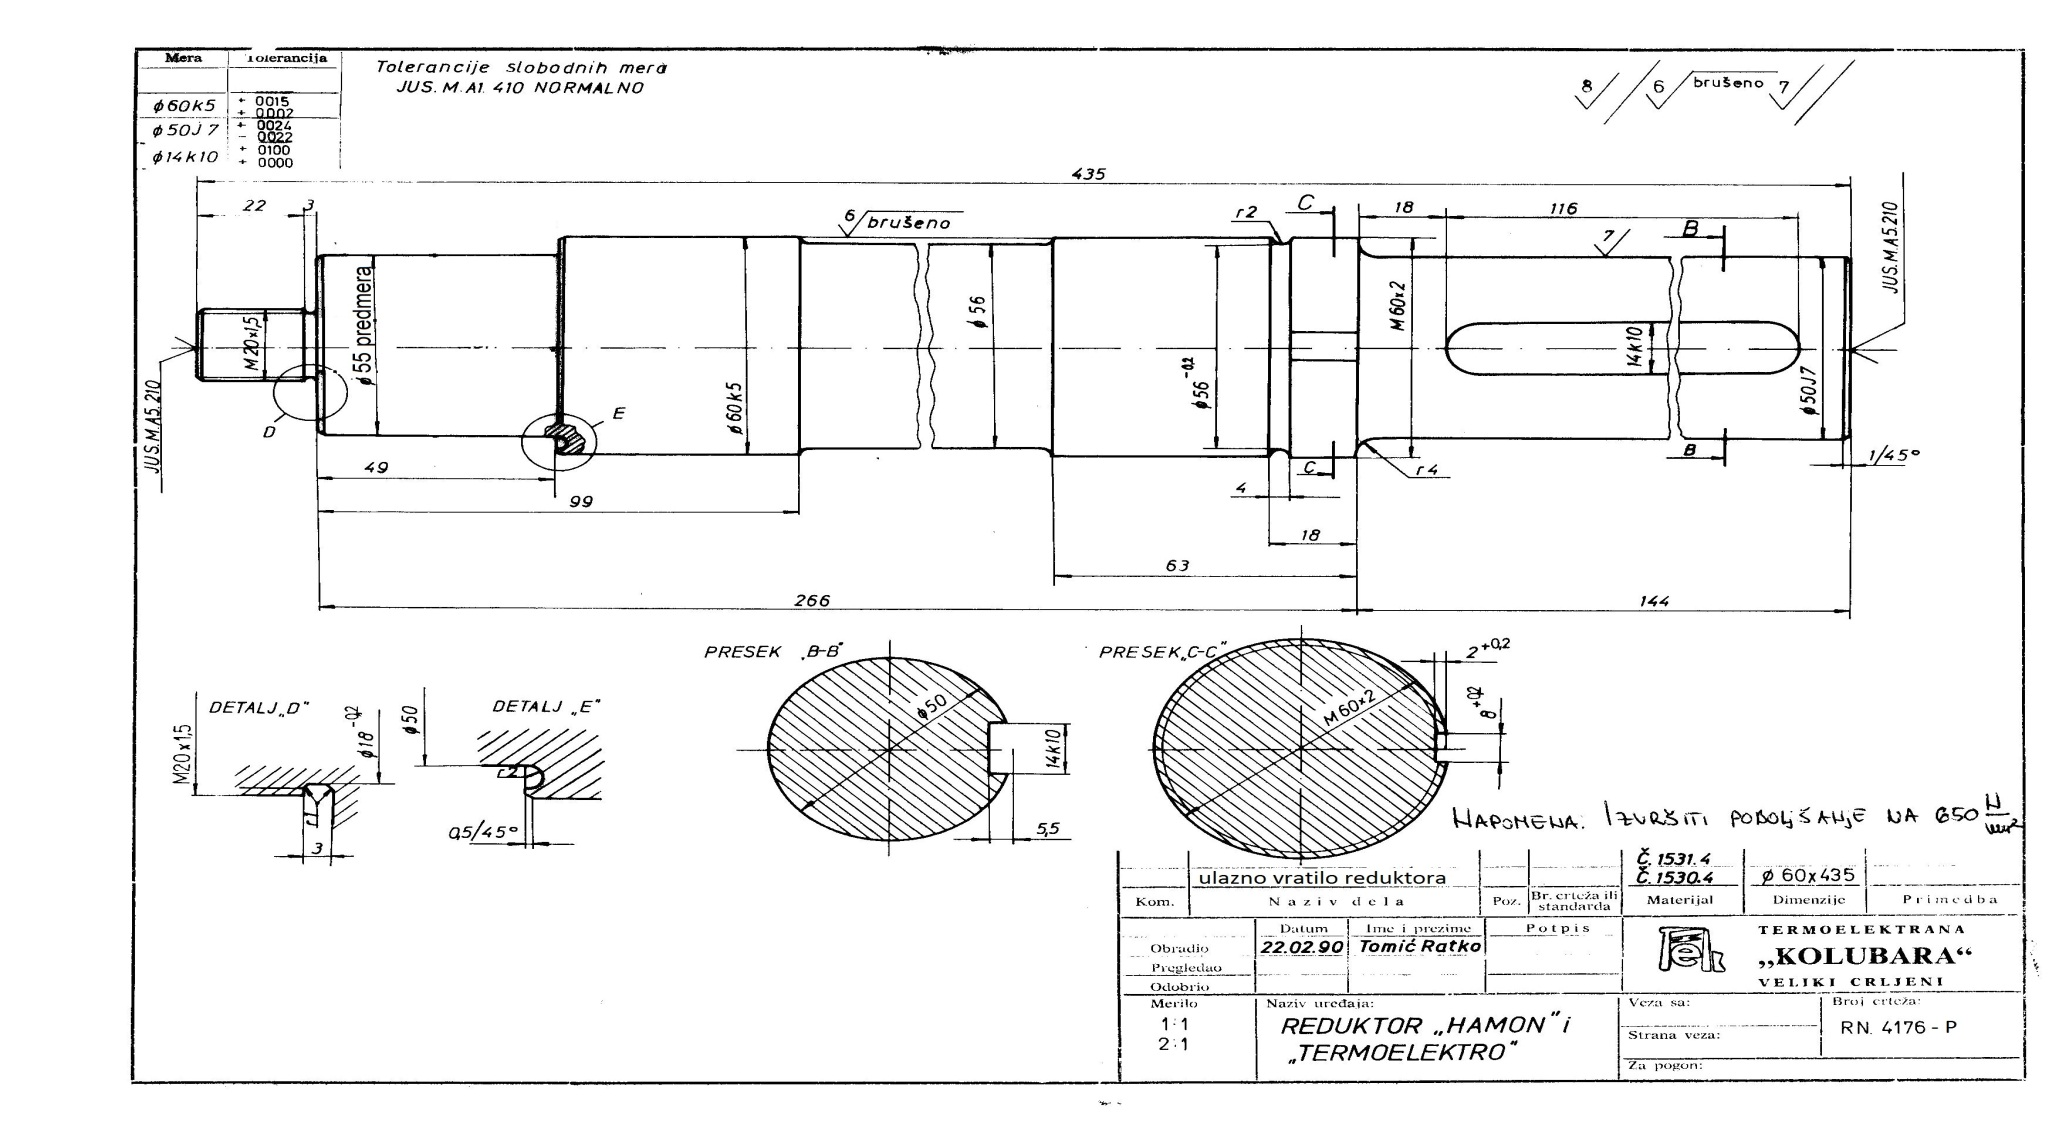 Mera Tolerancija
ϕ60K5 + 0015
+ 0002
ϕ50J 7 + 0024
- 0022
ϕ14K10 + 0100
+ 0000
Tolerancije slobodnih mera
JUS. M.A1. 410 NORMALNO
8 6 brušeno 7
435
22 3
6 brušeno
r2
C
18
116
B
7
JUS.M.A5.210
JUS.M.A5.210
M20x1,5
ϕ55 predmera
ϕ60K5
ϕ56
ϕ56-0,2
M60x2
14K10
ϕ50J7
D
E
C
r4
B
1/45°
49
99
4
18
63
266
144
DETALJ„D"
M20x1,5
ϕ18-0,2
r1
3
DETALJ „E"
ϕ50
r2
0,5/45°
PRESEK „B-B"
ϕ50
14K10
5,5
PRESEK„C-C"
M60x2
2+0,2
8+0,2
NAPOMENA: IZVRŠITI POBOLJŠANJE NA 650 N/mm²
ulazno vratilo reduktora Č.1531.4
Č.1530.4 ϕ 60x435
Kom. Naziv dela Poz. Br. crteža ili
standarda Materijal Dimenzije Primedba
Datum Ime i prezime Potpis
Obradio 22.02.90 Tomić Ratko
Pregledao
Odobrio
TERMOELEKTRANA
„KOLUBARA“
VELIKI CRLJENI
Merilo Naziv uređaja: Veza sa: Broj crteža:
1:1 REDUKTOR „HAMON" i RN. 4176-P
2:1 „TERMOELEKTRO" Strana veza:
Za pogon: